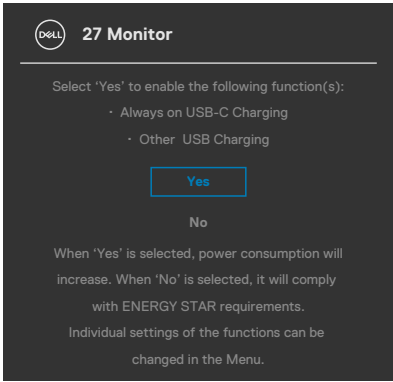 DELL 27 Monitor
Select ‘Yes’ to enable the following function(s):
· Always on USB-C Charging
· Other USB Charging
Yes
No
When ‘Yes’ is selected, power consumption will
increase. When ‘No’ is selected, it will comply
with ENERGY STAR requirements.
Individual settings of the functions can be
changed in the Menu.